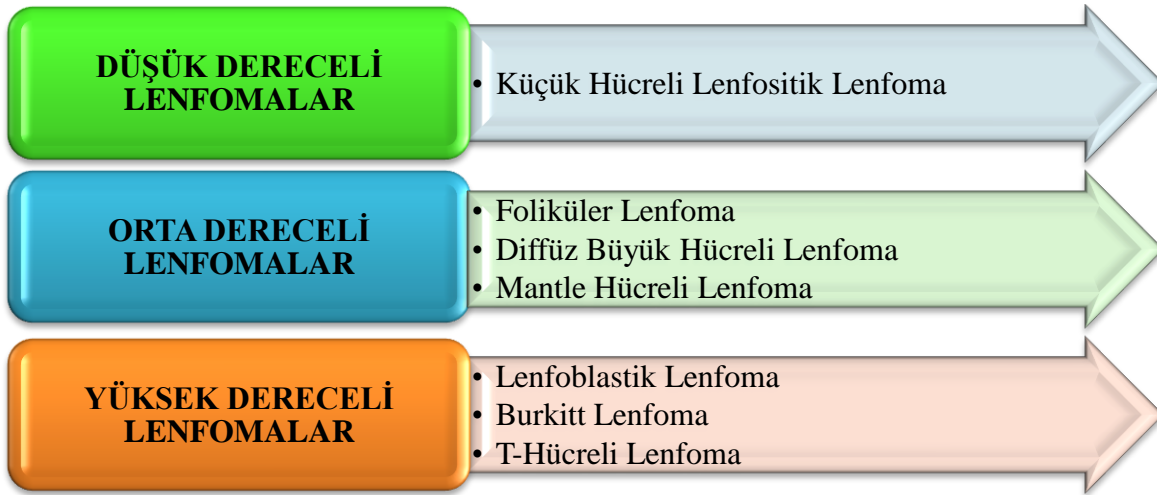 DÜŞÜK DERECELİ
LENFOMALAR
• Küçük Hücreli Lenfositik Lenfoma
ORTA DERECELİ
LENFOMALAR
• Foliküler Lenfoma
• Diffüz Büyük Hücreli Lenfoma
• Mantle Hücreli Lenfoma
YÜKSEK DERECELİ
LENFOMALAR
• Lenfoblastik Lenfoma
• Burkitt Lenfoma
• T-Hücreli Lenfoma